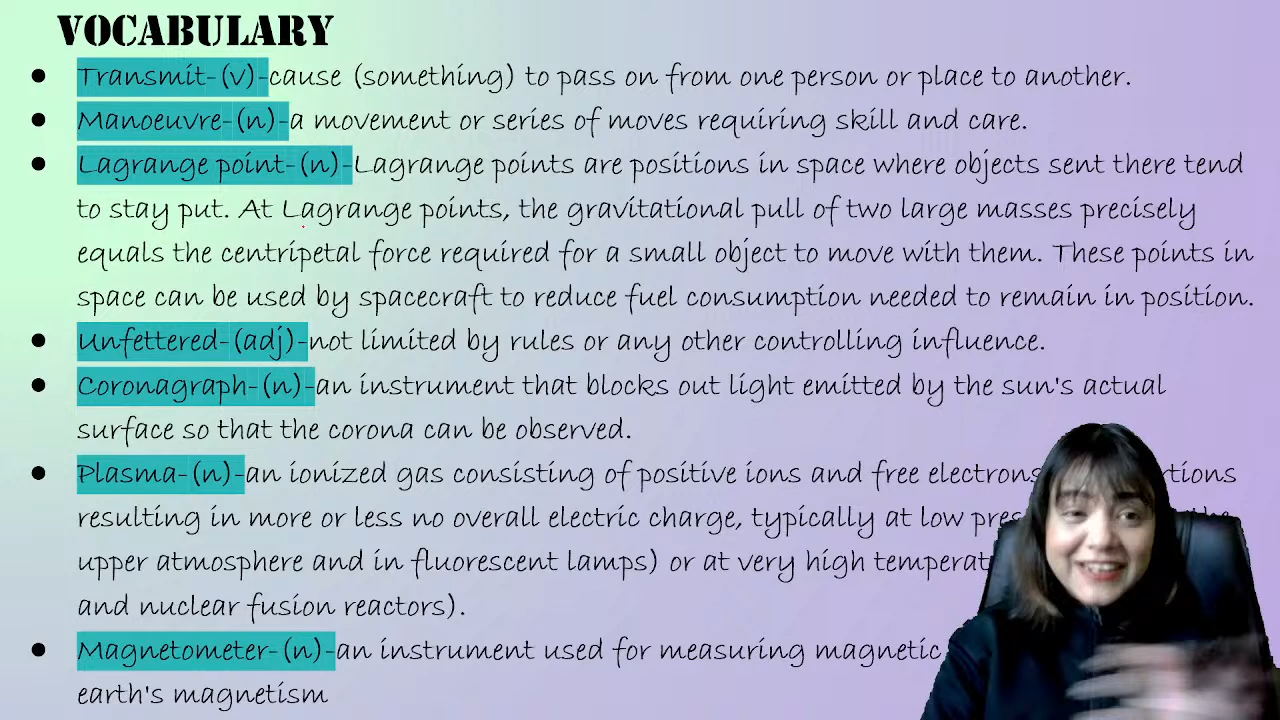 VOCABULARY
Transmit-(v)-cause (something) to pass on from one person or place to another.
Manoeuvre-(n)-a movement or series of moves requiring skill and care.
Lagrange point-(n)-Lagrange points are positions in space where objects sent there tend
to stay put. At Lagrange points, the gravitational pull of two large masses precisely
equals the centripetal force required for a small object to move with them. These points in
space can be used by spacecraft to reduce fuel consumption needed to remain in position.
Unfettered-(adj)-not limited by rules or any other controlling influence.
Coronagraph-(n)-an instrument that blocks out light emitted by the sun's actual
surface so that the corona can be observed.
Plasma-(n)-an ionized gas consisting of positive ions and free electrons
resulting in more or less no overall electric charge, typically at low
upper atmosphere and in fluorescent lamps) or at very high
and nuclear fusion reactors).
Magnetometer-(n)-an instrument used for measuring magnetic
earth's magnetism